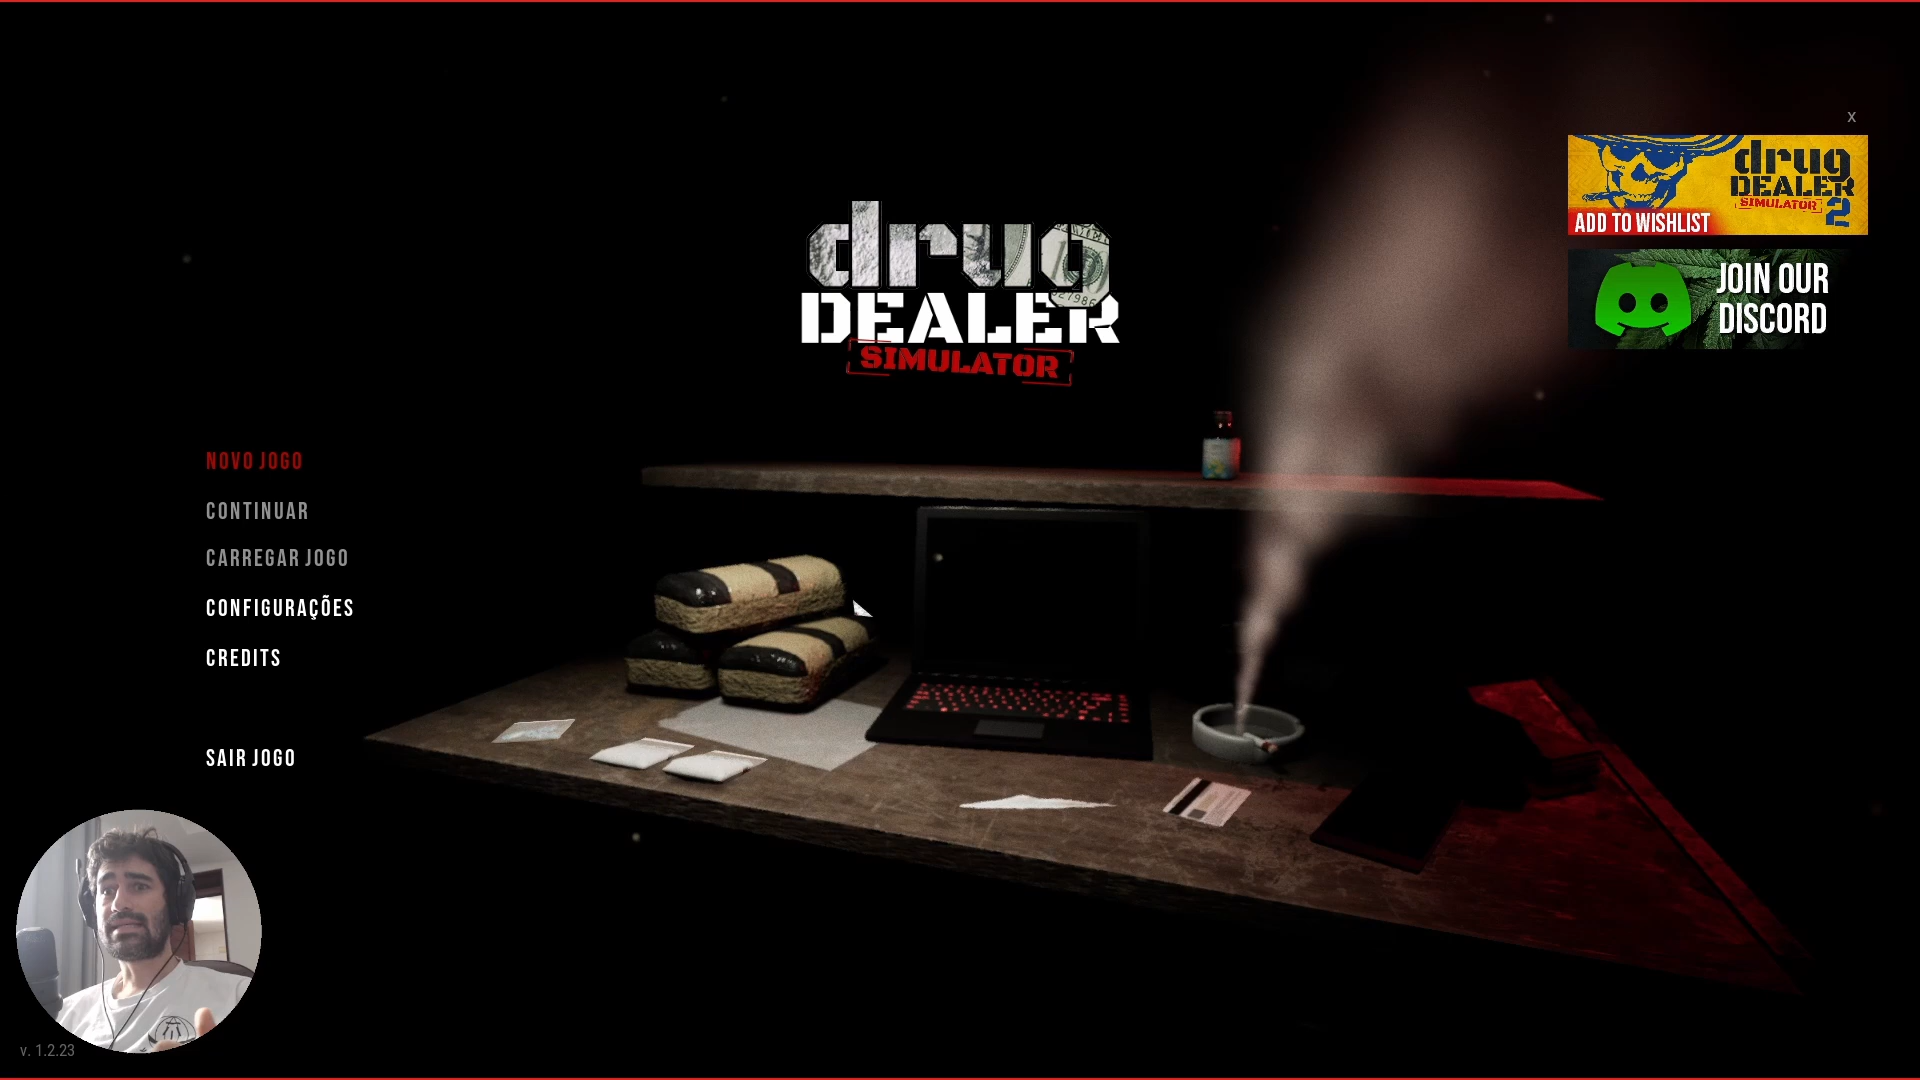 x
drug
DEALER
SIMULATOR
2
ADD TO WISHLIST
JOIN OUR
DISCORD
drug
DEALER
SIMULATOR
NOVO JOGO
CONTINUAR
CARREGAR JOGO
CONFIGURAÇÕES
CREDITS
SAIR JOGO
v. 1.2.23